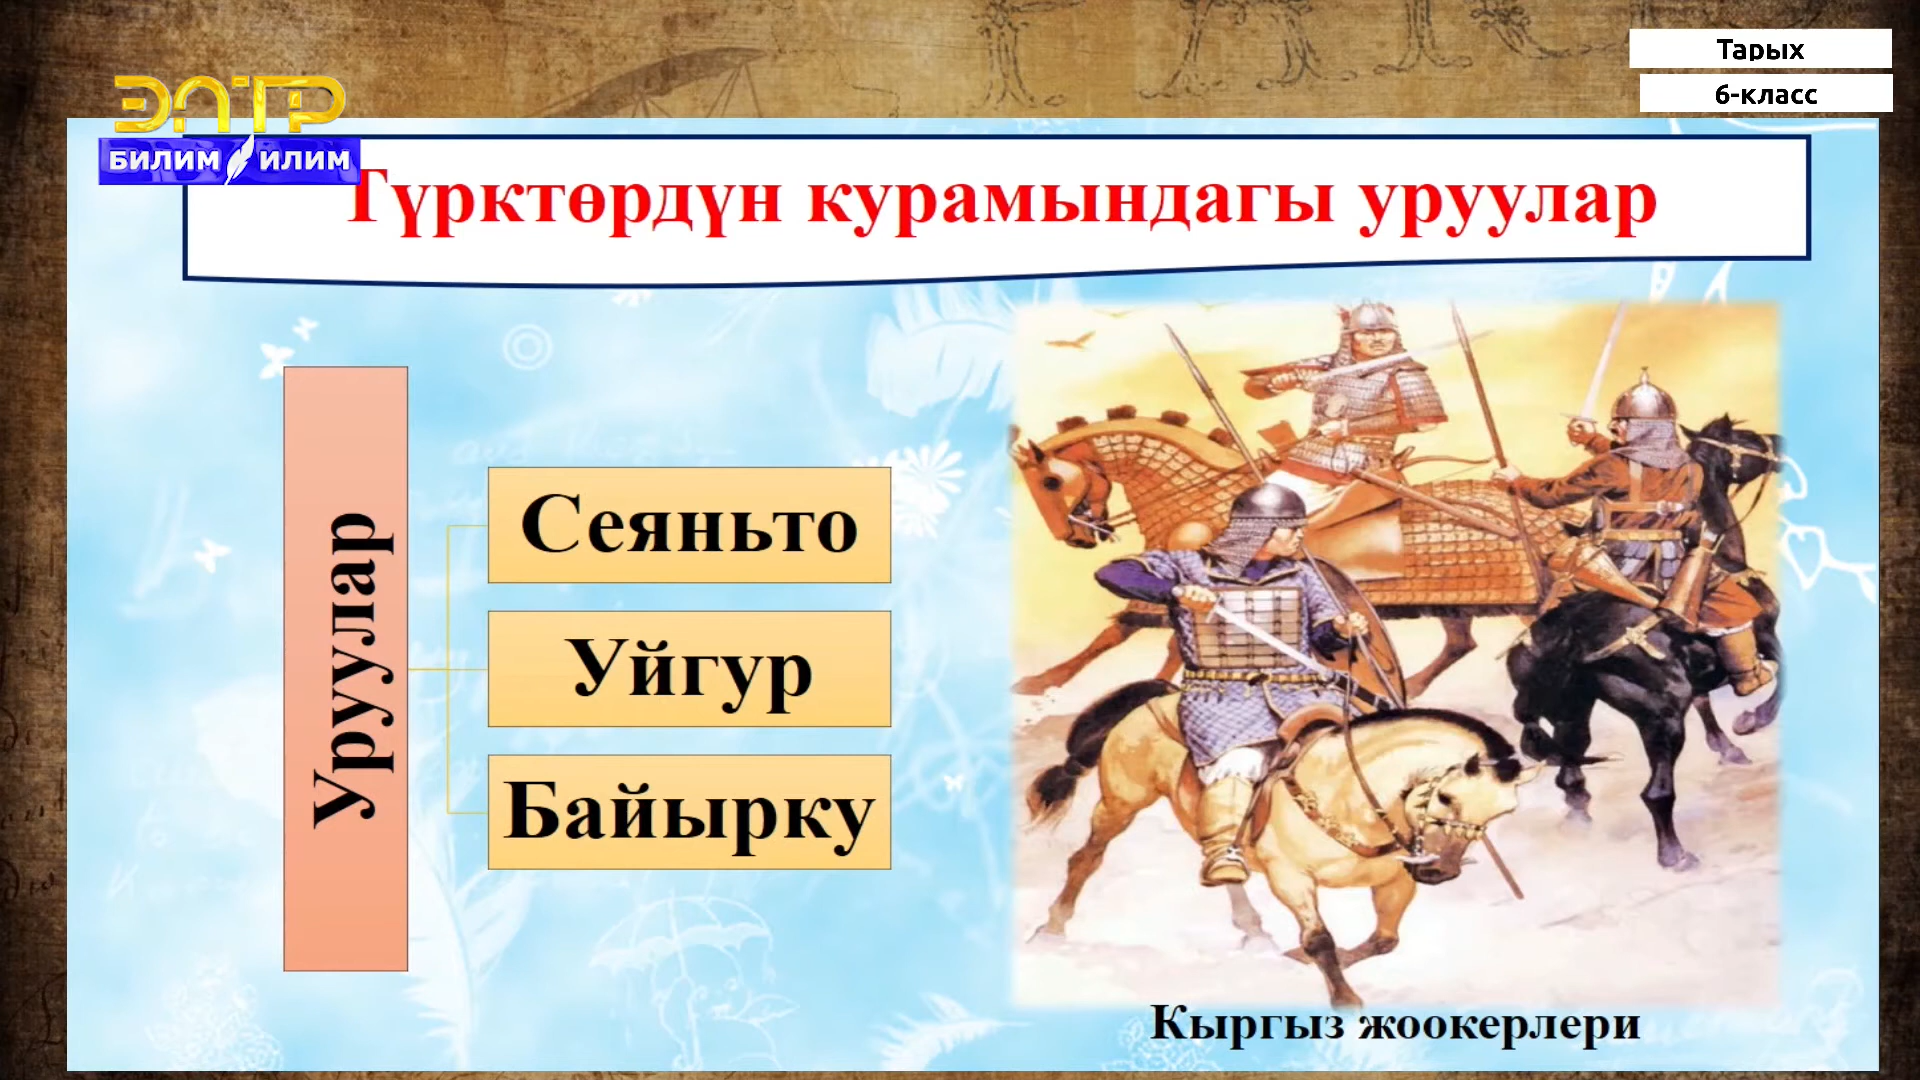 Тарых
6-класс
ЭЛТР
БИЛИМ ИЛИМ
Түрктөрдүн курамындагы уруулар
Уруулар
Сеяньто
Уйгур
Байырку
Кыргыз жоокерлери